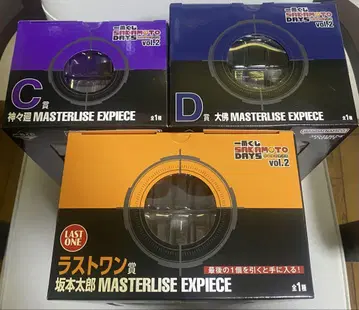 一番くじ
SAKAMOTO
DAYS
vol.2
C賞
神々廻 MASTERLISE EXPIECE 全1種
一番くじ
SAKAMOTO
DAYS
vol.2
D賞
大佛 MASTERLISE EXPIECE 全1種
一番くじ
SAKAMOTO
DAYS
vol.2
LAST
ONE
ラストワン賞
最後の1個を引くと手に入る!
坂本太郎 MASTERLISE EXPIECE 全1種